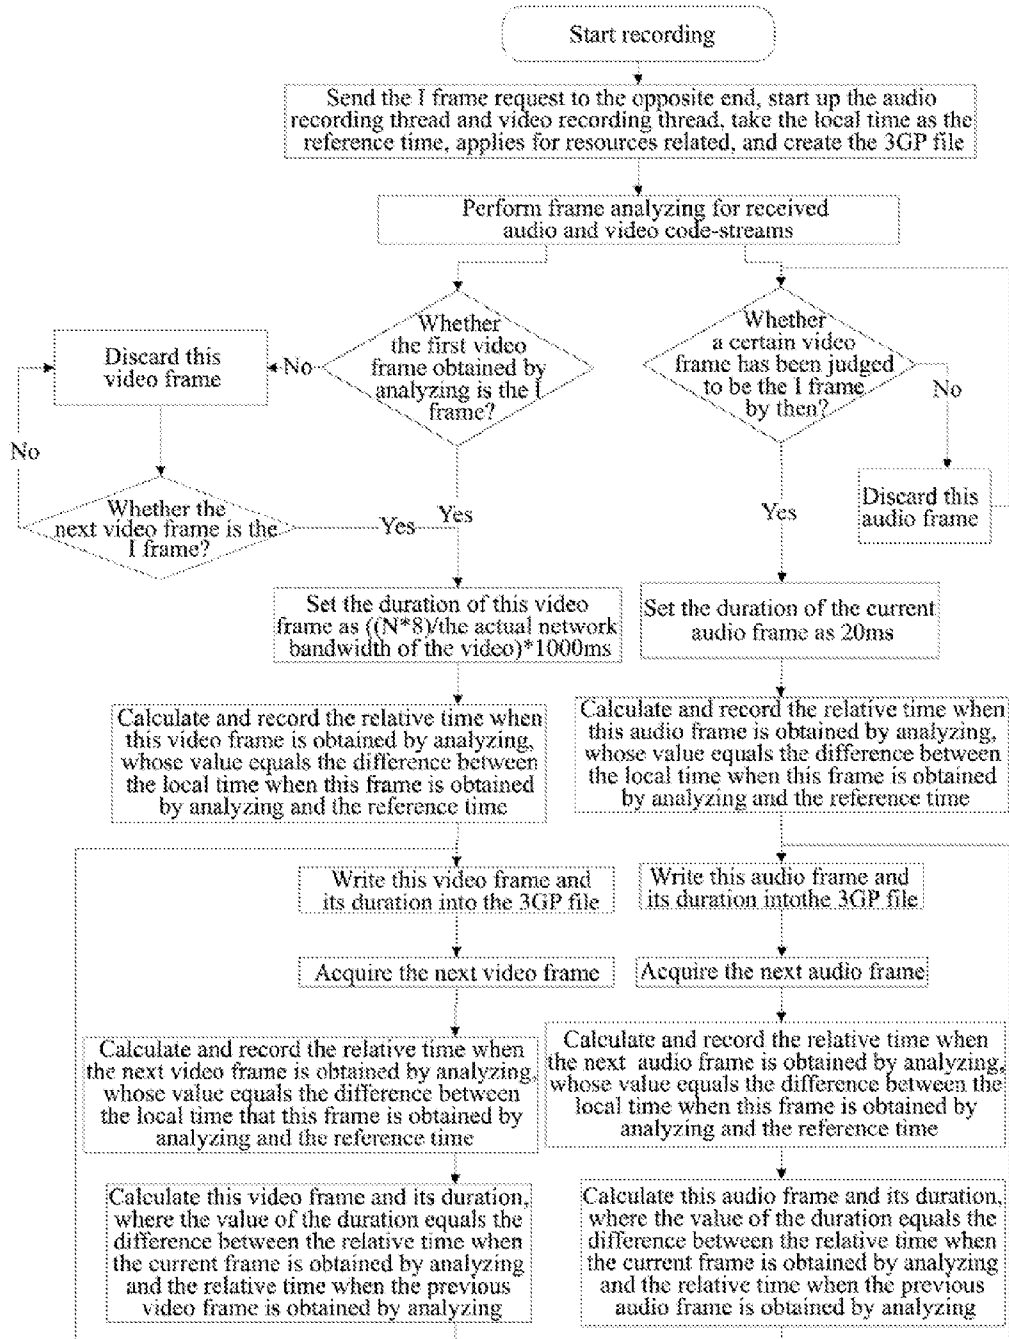 Start recording
Send the I frame request to the opposite end, start up the audio
recording thread and video recording thread, take the local time as the
reference time, applies for resources related, and create the 3GP file
Perform frame analyzing for received
audio and video code-streams
Whether
the first video
frame obtained by
analyzing is the I
frame?
Whether
a certain video
frame has been judged
to be the I frame
by then?
Discard this
video frame
No
No
No
Whether the
next video frame is the
I frame?
Yes
Yes
Yes
Discard this
audio frame
Set the duration of this video
frame as ((N*8)/the actual network
bandwidth of the video)*1000ms
Set the duration of the current
audio frame as 20ms
Calculate and record the relative time when
this video frame is obtained by analyzing,
whose value equals the difference between
the local time when this frame is obtained
by analyzing and the reference time
Calculate and record the relative time when
this audio frame is obtained by analyzing,
whose value equals the difference between
the local time when this frame is obtained
by analyzing and the reference time
Write this video frame and
its duration into the 3GP file
Write this audio frame and
its duration intothe 3GP file
Acquire the next video frame
Acquire the next audio frame
Calculate and record the relative time when
the next video frame is obtained by analyzing,
whose value equals the difference between
the local time that this frame is obtained by
analyzing and the reference time
Calculate and record the relative time when
the next audio frame is obtained by analyzing,
whose value equals the difference between the
local time when this frame is obtained by
analyzing and the reference time
Calculate this video frame and its duration,
where the value of the duration equals the
difference between the relative time when
the current frame is obtained by analyzing
and the relative time when the previous
video frame is obtained by analyzing
Calculate this audio frame and its duration,
where the value of the duration equals the
difference between the relative time when
the current frame is obtained by analyzing
and the relative time when the previous
audio frame is obtained by analyzing